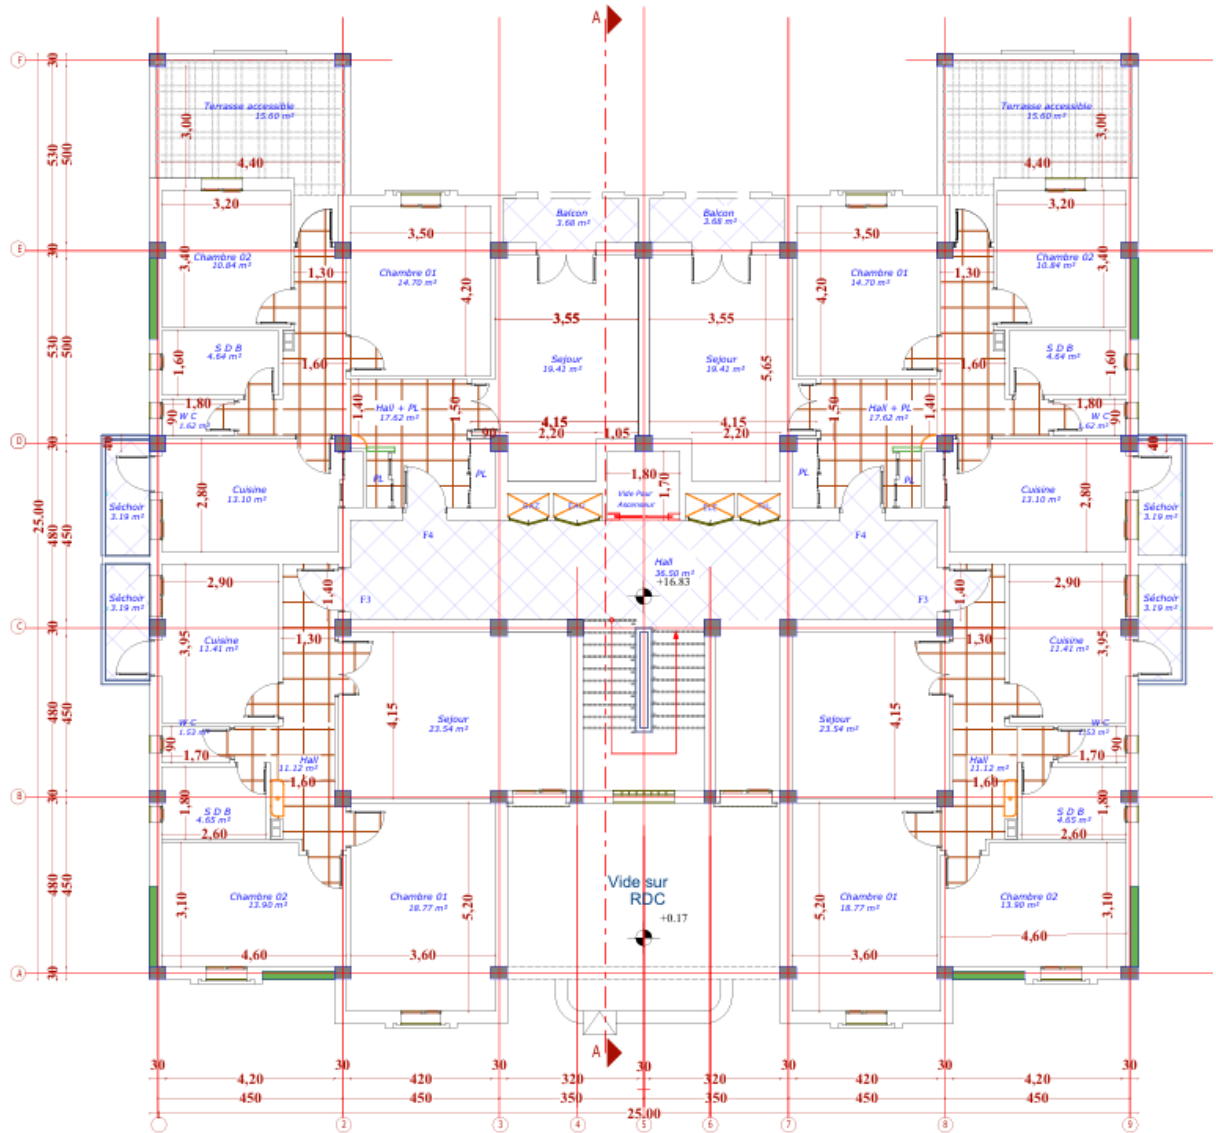 A
F
30
30
Terrasse accessible
15.60 m²
3,00
4,40
530
500
Terrasse accessible
15.60 m²
3,00
4,40
3,20
3,40
Chambre 02
10.84 m²
1,30
3,50
Chambre 01
14.70 m²
4,20
Balcon
3.68 m²
Balcon
3.68 m²
3,50
Chambre 01
14.70 m²
4,20
1,30
3,20
Chambre 02
10.84 m²
3,40
E
30
30
3,55
3,55
530
500
S D B
4.64 m²
1,60
1,60
Sejour
19.41 m²
Sejour
19.41 m²
5,65
1,60
S D B
4.64 m²
1,60
1,80
W C
1.62 m²
90
1,40
Hall + PL
17.62 m²
1,50
4,15
2,20
90
1,05
4,15
2,20
1,50
Hall + PL
17.62 m²
1,40
1,80
W C
1.62 m²
90
D
30
30
40
40
2,80
Cuisine
13.10 m²
PL
PL
1,80
1,70
Vide Pour
Ascenseur
PL
PL
Cuisine
13.10 m²
2,80
Séchoir
3.19 m²
Séchoir
3.19 m²
25.00
480
450
F4
F4
Hall
36.50 m²
+16.83
F3
F3
2,90
1,40
1,40
2,90
Séchoir
3.19 m²
Séchoir
3.19 m²
C
30
30
3,95
Cuisine
11.41 m²
1,30
1,30
Cuisine
11.41 m²
3,95
480
450
4,15
Sejour
23.54 m²
Sejour
23.54 m²
4,15
W C
1.53 m²
90
1,70
Hall
11.12 m²
1,60
Hall
11.12 m²
1,60
W C
1.53 m²
90
1,70
B
30
30
1,80
S D B
4.65 m²
2,60
S D B
4.65 m²
1,80
2,60
480
450
3,10
Chambre 02
13.90 m²
4,60
Chambre 01
18.77 m²
5,20
3,60
Vide sur
RDC
+0.17
5,20
Chambre 01
18.77 m²
3,60
Chambre 02
13.90 m²
3,10
4,60
A
30
30
A
30 30 30 30 30 30 30
4,20 420 320 320 420 420
450 450 350 350 450 450
25.00
2 3 4 5 6 7 8 9